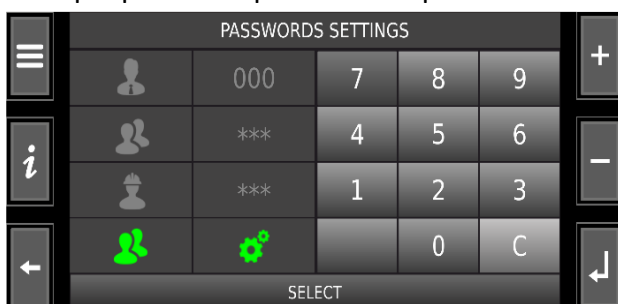 PASSWORDS SETTINGS
000 7 8 9
*** 4 5 6
*** 1 2 3
0 C
SELECT
+
i
−